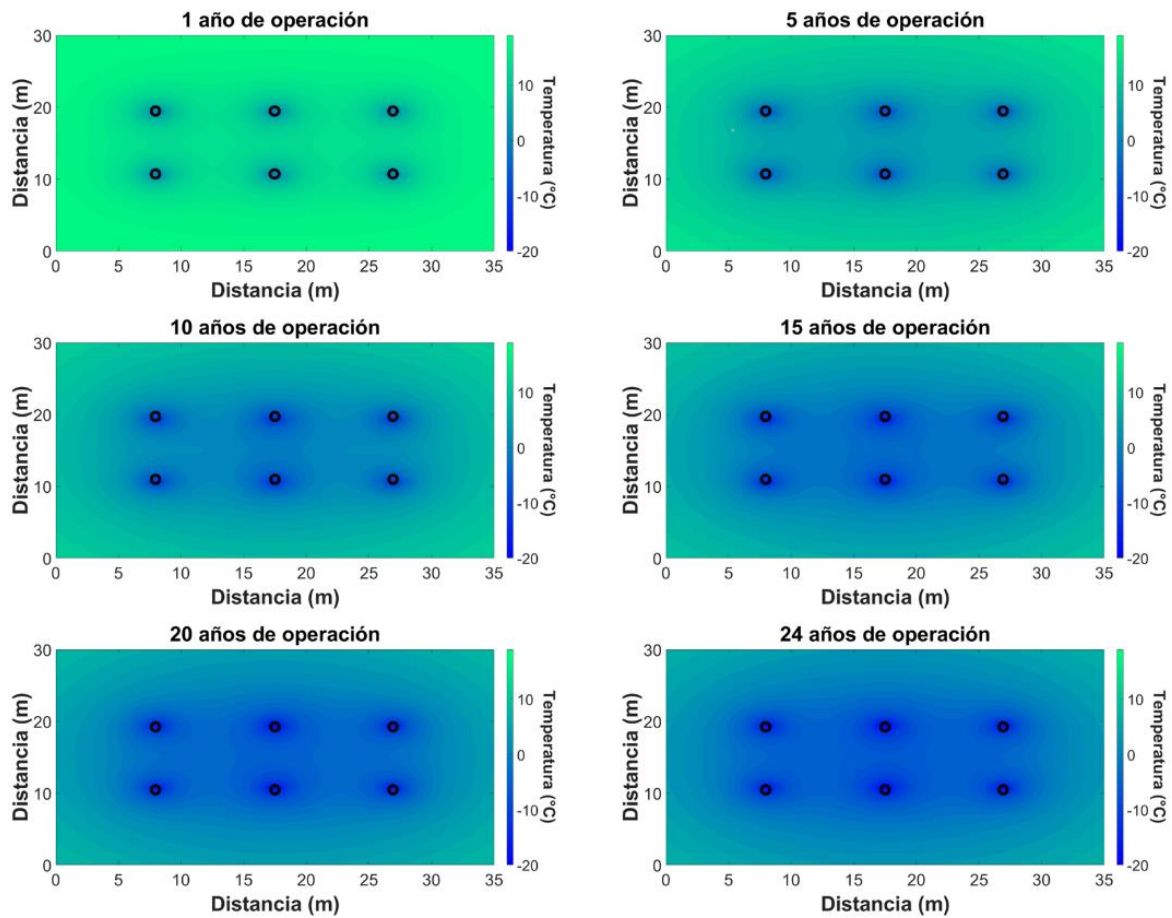 1 año de operación
30
20
10
0
Distancia (m)
0 5 10 15 20 25 30 35
Distancia (m)
10
0
-10
-20
Temperatura (°C)
5 años de operación
30
20
10
0
Distancia (m)
0 5 10 15 20 25 30 35
Distancia (m)
10
0
-10
-20
Temperatura (°C)
10 años de operación
30
20
10
0
Distancia (m)
0 5 10 15 20 25 30 35
Distancia (m)
10
0
-10
-20
Temperatura (°C)
15 años de operación
30
20
10
0
Distancia (m)
0 5 10 15 20 25 30 35
Distancia (m)
10
0
-10
-20
Temperatura (°C)
20 años de operación
30
20
10
0
Distancia (m)
0 5 10 15 20 25 30 35
Distancia (m)
10
0
-10
-20
Temperatura (°C)
24 años de operación
30
20
10
0
Distancia (m)
0 5 10 15 20 25 30 35
Distancia (m)
10
0
-10
-20
Temperatura (°C)